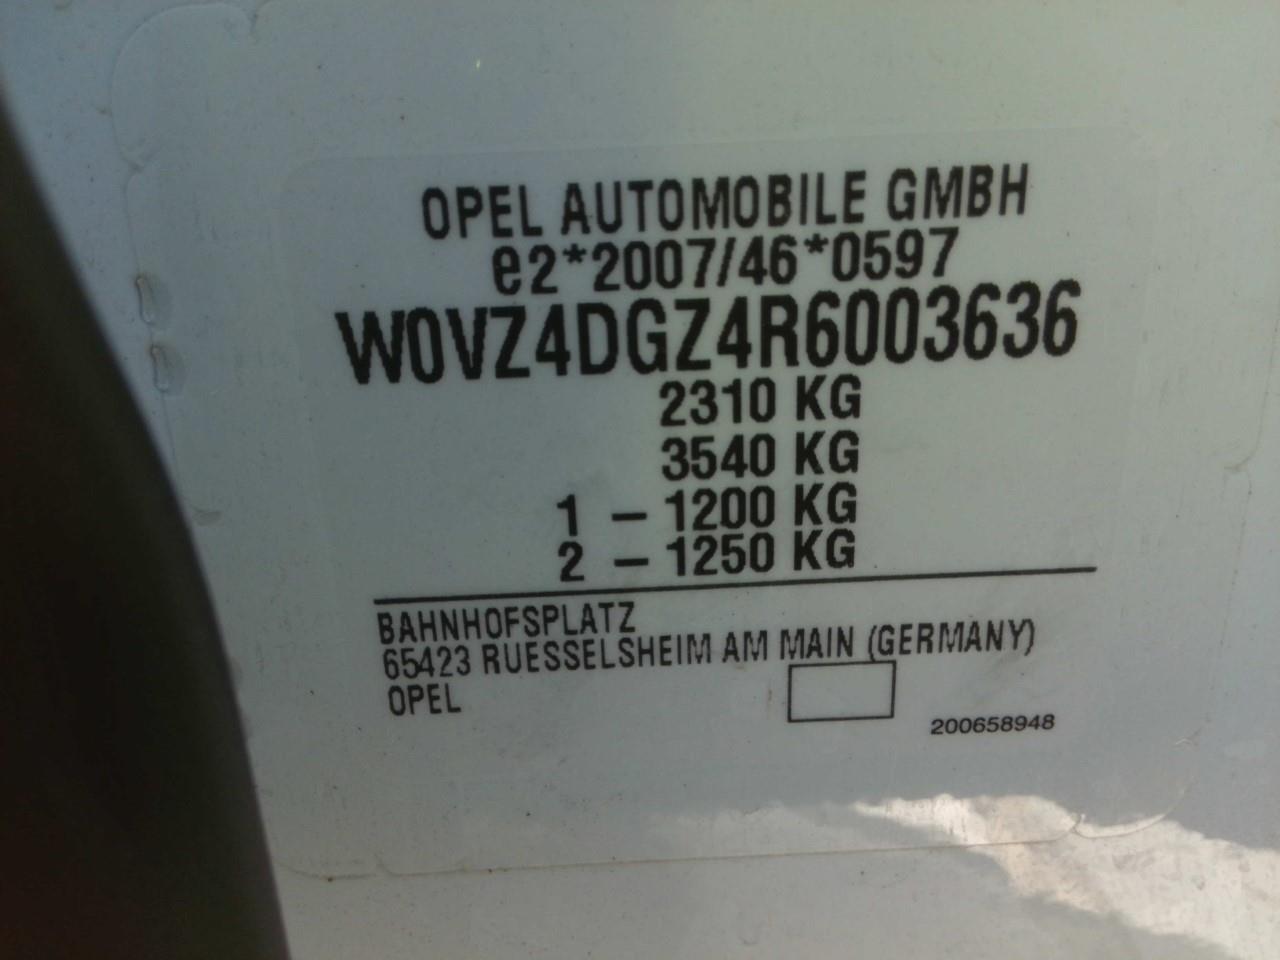 OPEL AUTOMOBILE GMBH
e2*2007/46*0597
W0VZ4DGZ4R6003636
2310 KG
3540 KG
1 – 1200 KG
2 – 1250 KG
BAHNHOFSPLATZ
65423 RUESSELSHEIM AM MAIN (GERMANY)
OPEL
200658948